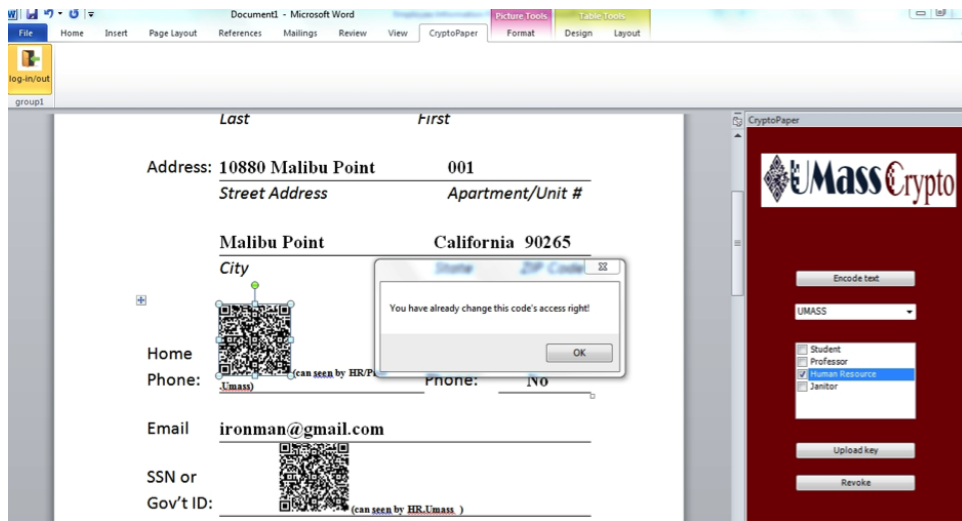 Document1 - Microsoft Word
Picture Tools
Table Tools
File Home Insert Page Layout References Mailings Review View CryptoPaper Format Design Layout
log-in/out
group1
CryptoPaper
UMass Crypto
Encode text
UMASS
Student
Professor
Human Resource
Janitor
Upload key
Revoke
Last First
Address: 10880 Malibu Point 001
Street Address Apartment/Unit #
Malibu Point California 90265
City State ZIP Code
You have already change this code's access right!
OK
Home
Phone: (can seen by HR/P
.Umass)
Phone: No
Email ironman@gmail.com
SSN or
Gov't ID: (can seen by HR.Umass )